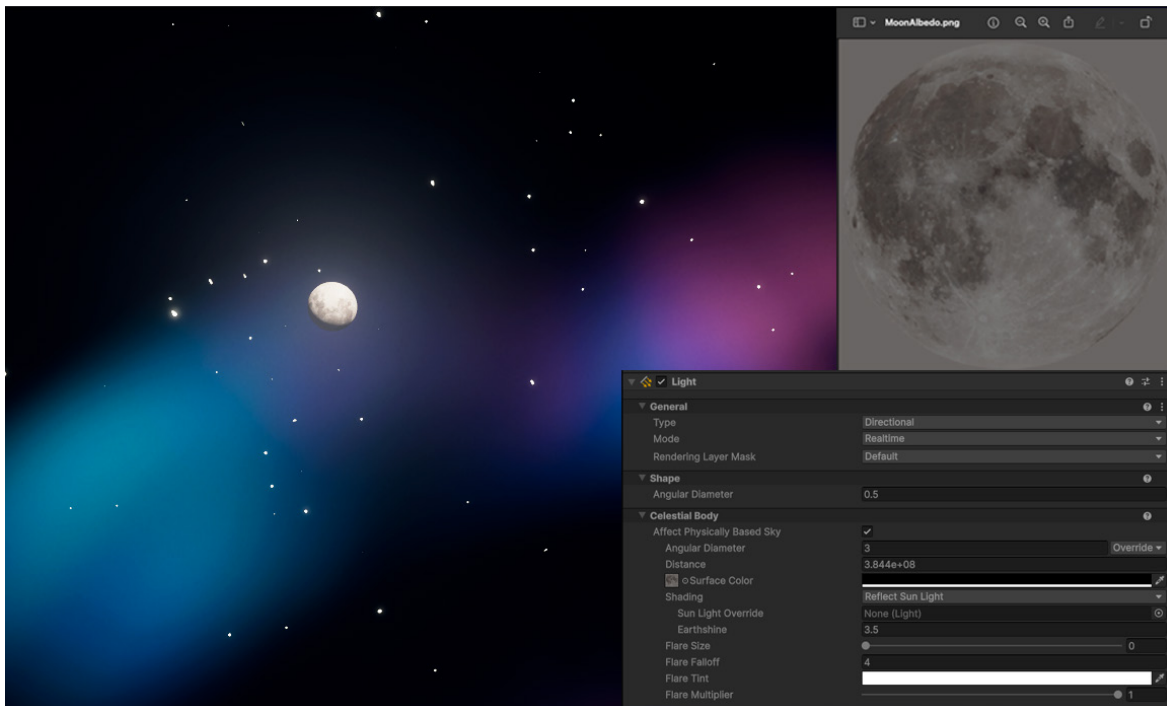 MoonAlbedo.png
Light
General
Type Directional
Mode Realtime
Rendering Layer Mask Default
Shape
Angular Diameter 0.5
Celestial Body
Affect Physically Based Sky
Angular Diameter 3 Override
Distance 3.844e+08
Surface Color
Shading Reflect Sun Light
Sun Light Override None (Light)
Earthshine 3.5
Flare Size 0
Flare Falloff 4
Flare Tint
Flare Multiplier 1